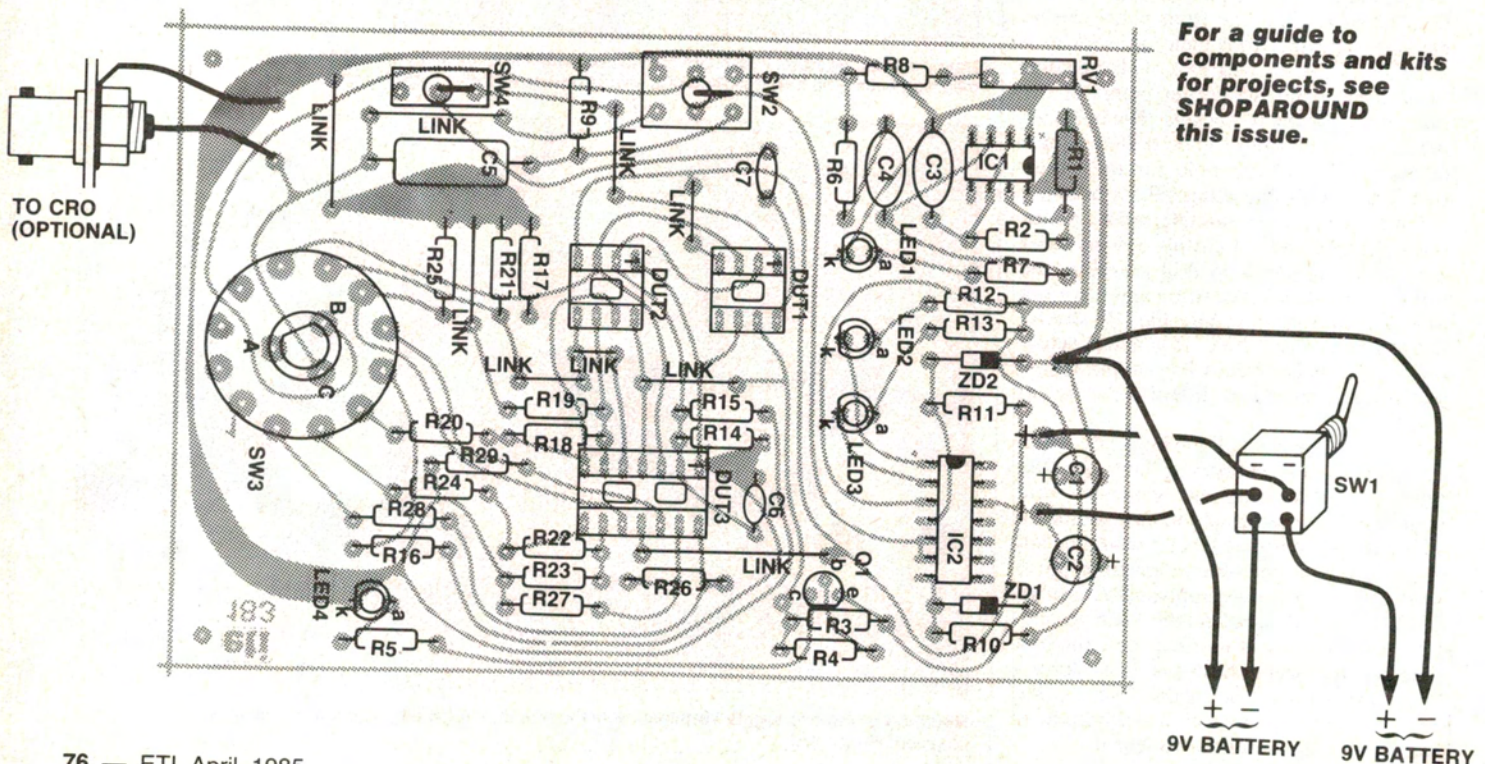 For a guide to
components and kits
for projects, see
SHOPAROUND
this issue.
TO CRO
(OPTIONAL)
LINK
SW4
LINK
C5
R9
LINK
SW2
LINK
C7
R8
RV1
R6
C4
C3
IC1
R1
R2
R7
LED1
k
a
R25
LINK
R21
R17
DUT2
+
DUT1
+
R12
R13
ZD2
R11
LED2
k
a
LED3
k
a
A
B
C
SW3
LINK
LINK
LINK
R19
R18
R15
R14
R20
R29
R24
R28
R16
DUT3
+
C6
R22
R23
R27
R26
LINK
Q1
b
c
e
R3
R4
IC2
+
–
+
C1
C2
+
ZD1
R10
LED4
k
a
R5
183
eti
SW1
+ –
9V BATTERY
+ –
9V BATTERY
76 — ETI April 1985